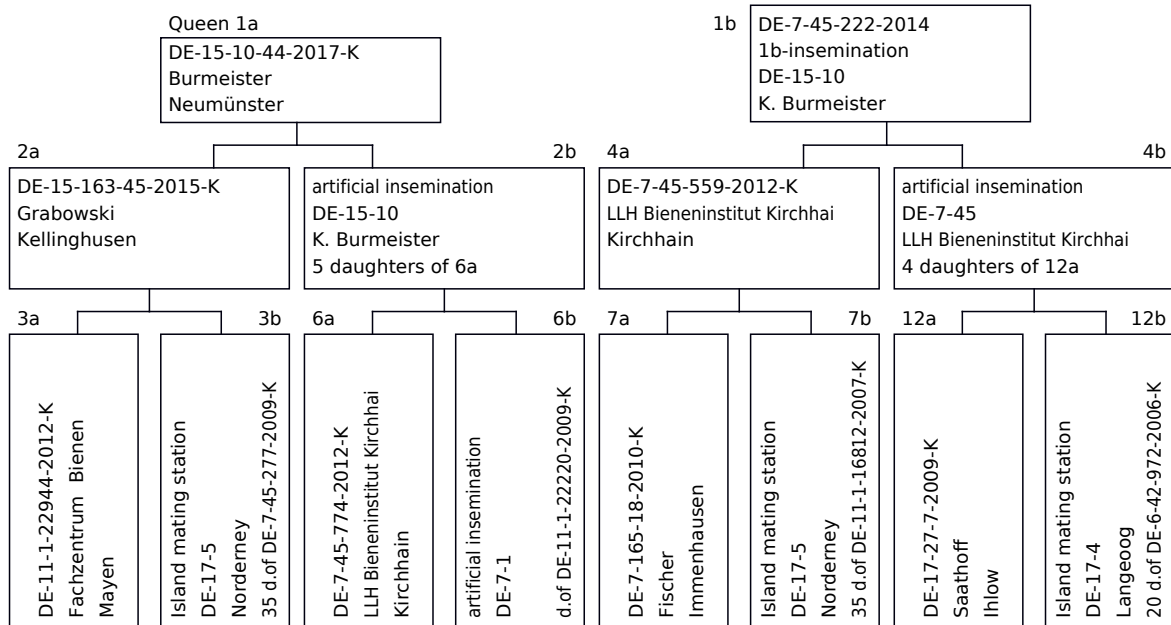 Queen 1a
DE-15-10-44-2017-K
Burmeister
Neumünster
1b
DE-7-45-222-2014
1b-insemination
DE-15-10
K. Burmeister
2a
DE-15-163-45-2015-K
Grabowski
Kellinghusen
2b
artificial insemination
DE-15-10
K. Burmeister
5 daughters of 6a
4a
DE-7-45-559-2012-K
LLH Bieneninstitut Kirchhai
Kirchhain
4b
artificial insemination
DE-7-45
LLH Bieneninstitut Kirchhai
4 daughters of 12a
3a
DE-11-1-22944-2012-K
Fachzentrum Bienen
Mayen
3b
Island mating station
DE-17-5
Norderney
35 d.of DE-7-45-277-2009-K
6a
DE-7-45-774-2012-K
LLH Bieneninstitut Kirchhai
Kirchhain
6b
artificial insemination
DE-7-1
d.of DE-11-1-22220-2009-K
7a
DE-7-165-18-2010-K
Fischer
Immenhausen
7b
Island mating station
DE-17-5
Norderney
35 d.of DE-11-1-16812-2007-K
12a
DE-17-27-7-2009-K
Saathoff
Ihlow
12b
Island mating station
DE-17-4
Langeoog
20 d.of DE-6-42-972-2006-K